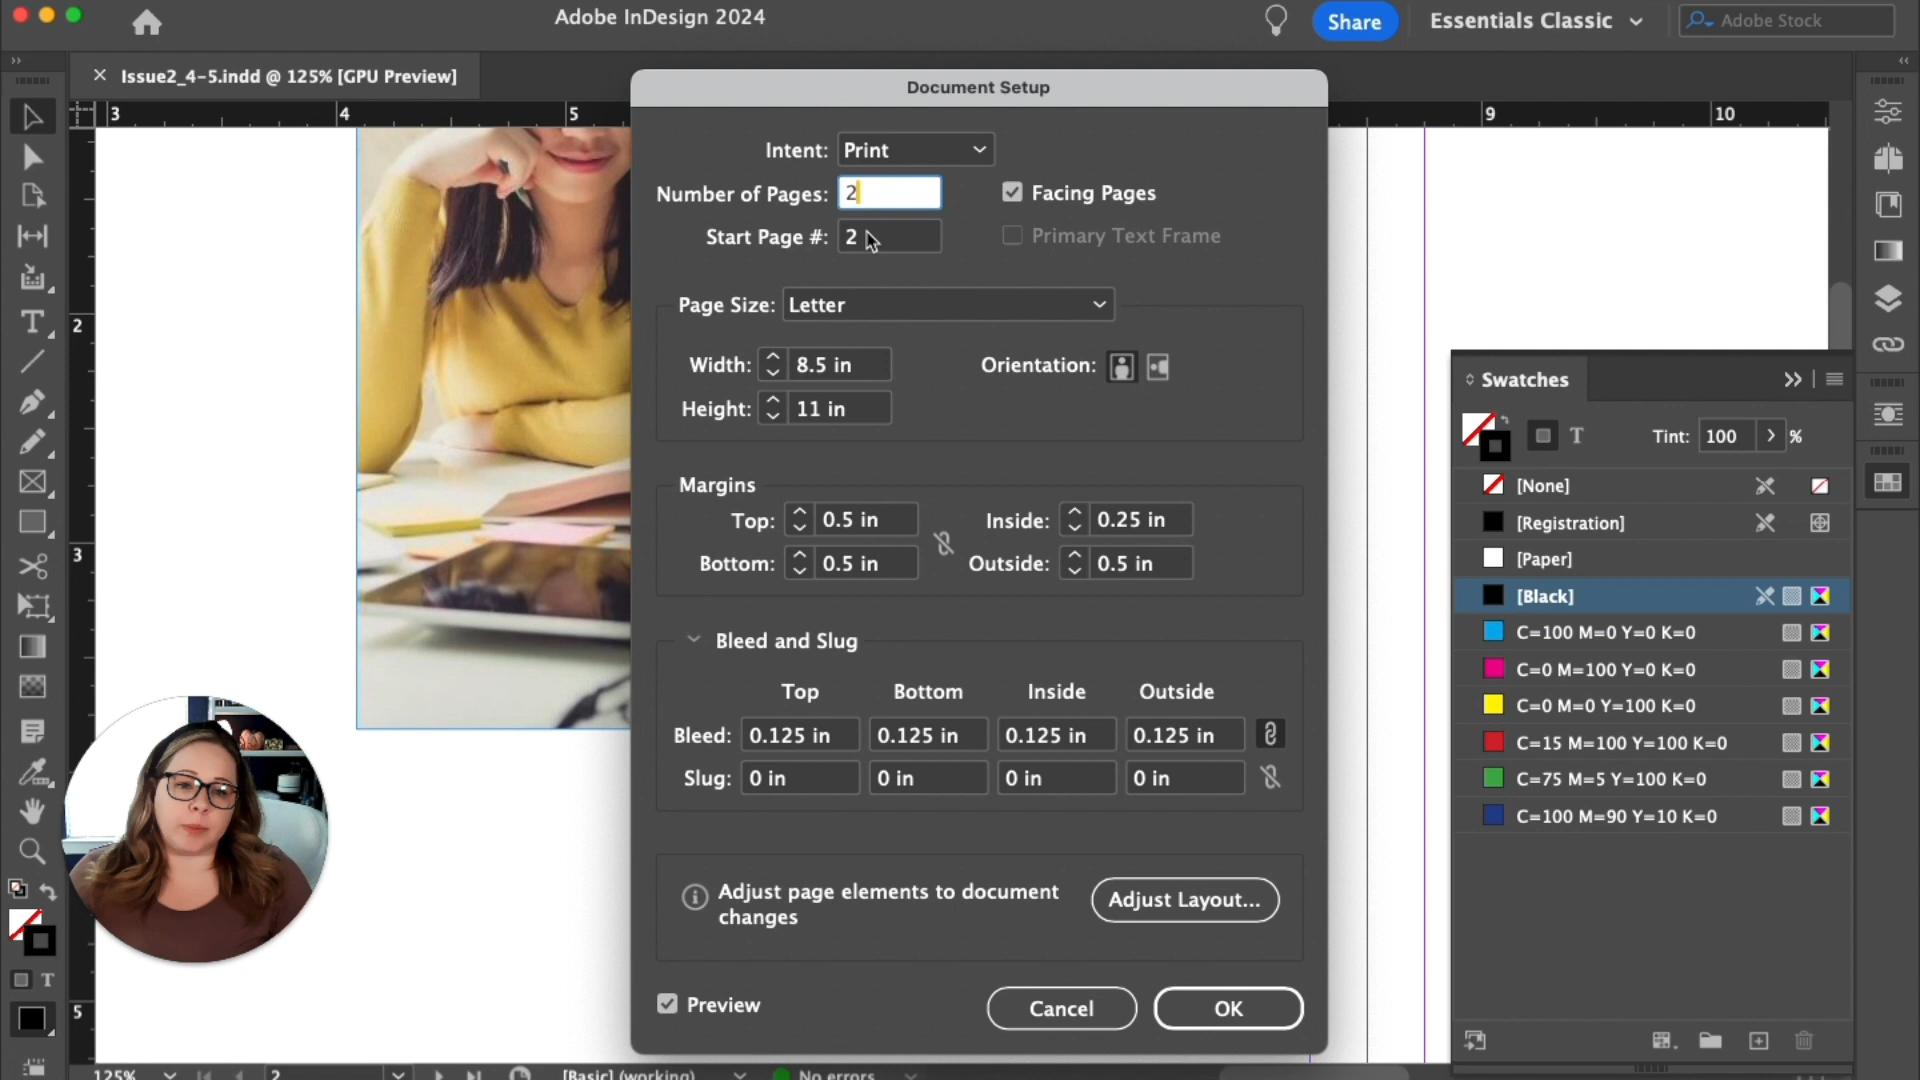 Adobe InDesign 2024
Share
Essentials Classic
Adobe Stock
Issue2_4-5.indd @ 125% [GPU Preview]
3 4 5 9 10
Document Setup
Intent: Print
Number of Pages: 2
Facing Pages
Start Page #: 2
Primary Text Frame
Page Size: Letter
Width: 8.5 in
Orientation:
Height: 11 in
Margins
Top: 0.5 in
Inside: 0.25 in
Bottom: 0.5 in
Outside: 0.5 in
Bleed and Slug
Top Bottom Inside Outside
Bleed: 0.125 in 0.125 in 0.125 in 0.125 in
Slug: 0 in 0 in 0 in 0 in
Adjust page elements to document
changes
Adjust Layout...
Preview
Cancel
OK
Swatches
T
Tint: 100 %
[None]
[Registration]
[Paper]
[Black]
C=100 M=0 Y=0 K=0
C=0 M=100 Y=0 K=0
C=0 M=0 Y=100 K=0
C=15 M=100 Y=100 K=0
C=75 M=5 Y=100 K=0
C=100 M=90 Y=10 K=0
2
3
5
T
T
125%
2
[Basic] (working)
No errors